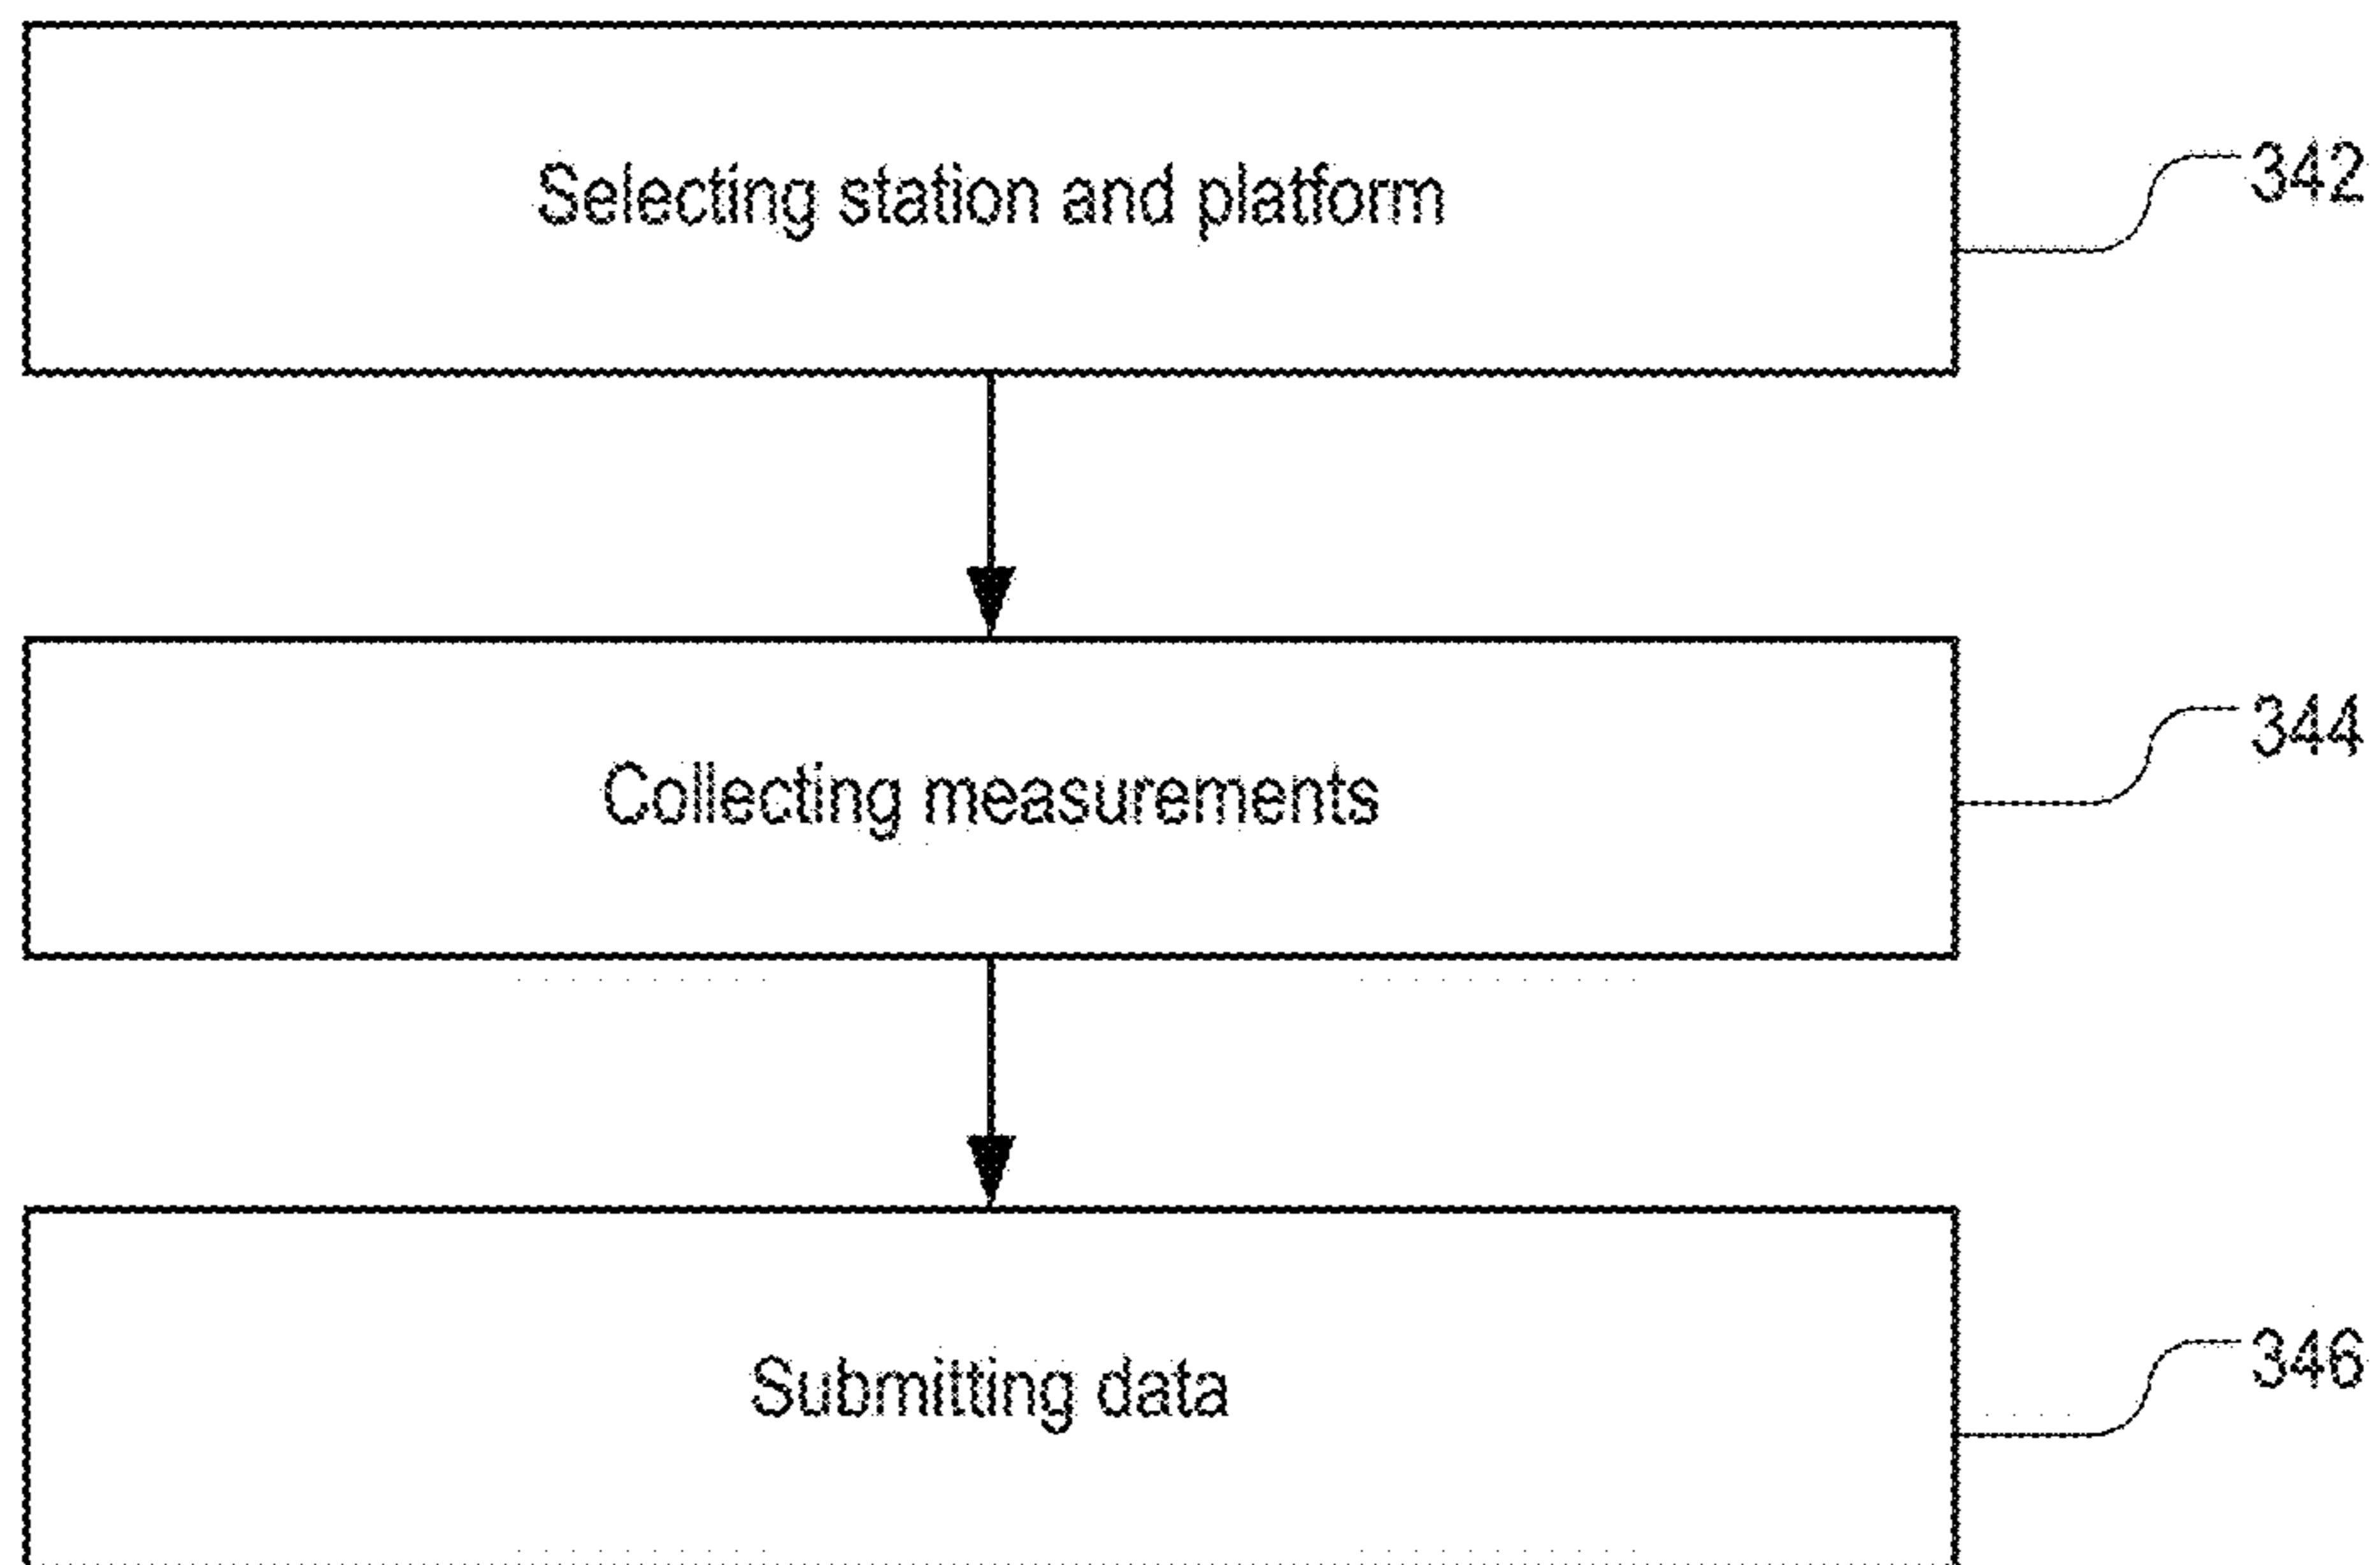 Selecting station and platform
342
Collecting measurements
344
Submitting data
346